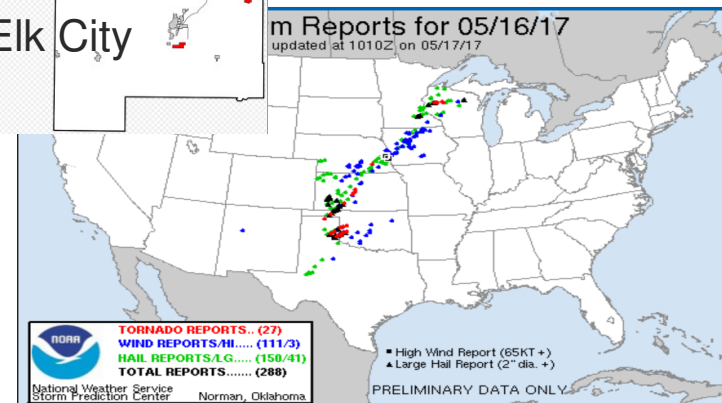 Elk City
m Reports for 05/16/17
updated at 1010Z on 05/17/17
NOAA
TORNADO REPORTS.. (27)
WIND REPORTS/HI..... (111/3)
HAIL REPORTS/LG..... (150/41)
TOTAL REPORTS....... (288)
National Weather Service
Storm Prediction Center Norman, Oklahoma
High Wind Report (65KT +)
Large Hail Report (2" dia. +)
PRELIMINARY DATA ONLY